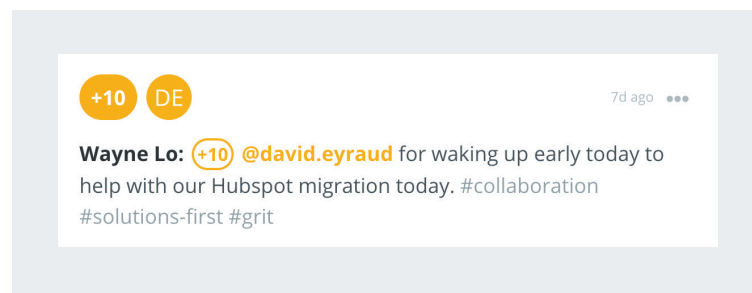 +10 DE 7d ago
Wayne Lo: +10 @david.eyraud for waking up early today to
help with our Hubspot migration today. #collaboration
#solutions-first #grit